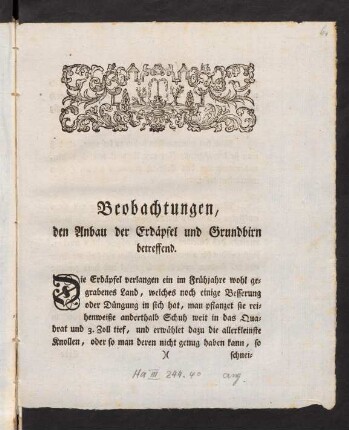 Beobachtungen,
den Anbau der Erdäpfel und Grundbirn
betreffend.
Die Erdäpfel verlangen ein im Frühjahre wohl ge-
grabenes Land, welches noch einige Besserung
oder Düngung in sich hat, man pflanzet sie rei-
henweiße anderthalb Schuh weit in das Qua-
drat und 3. Zoll tief, und erwählet dazu die allerkleinste
Knollen, oder so man deren nicht genug haben kann, so
)( schnei-
Ha III 244. 40